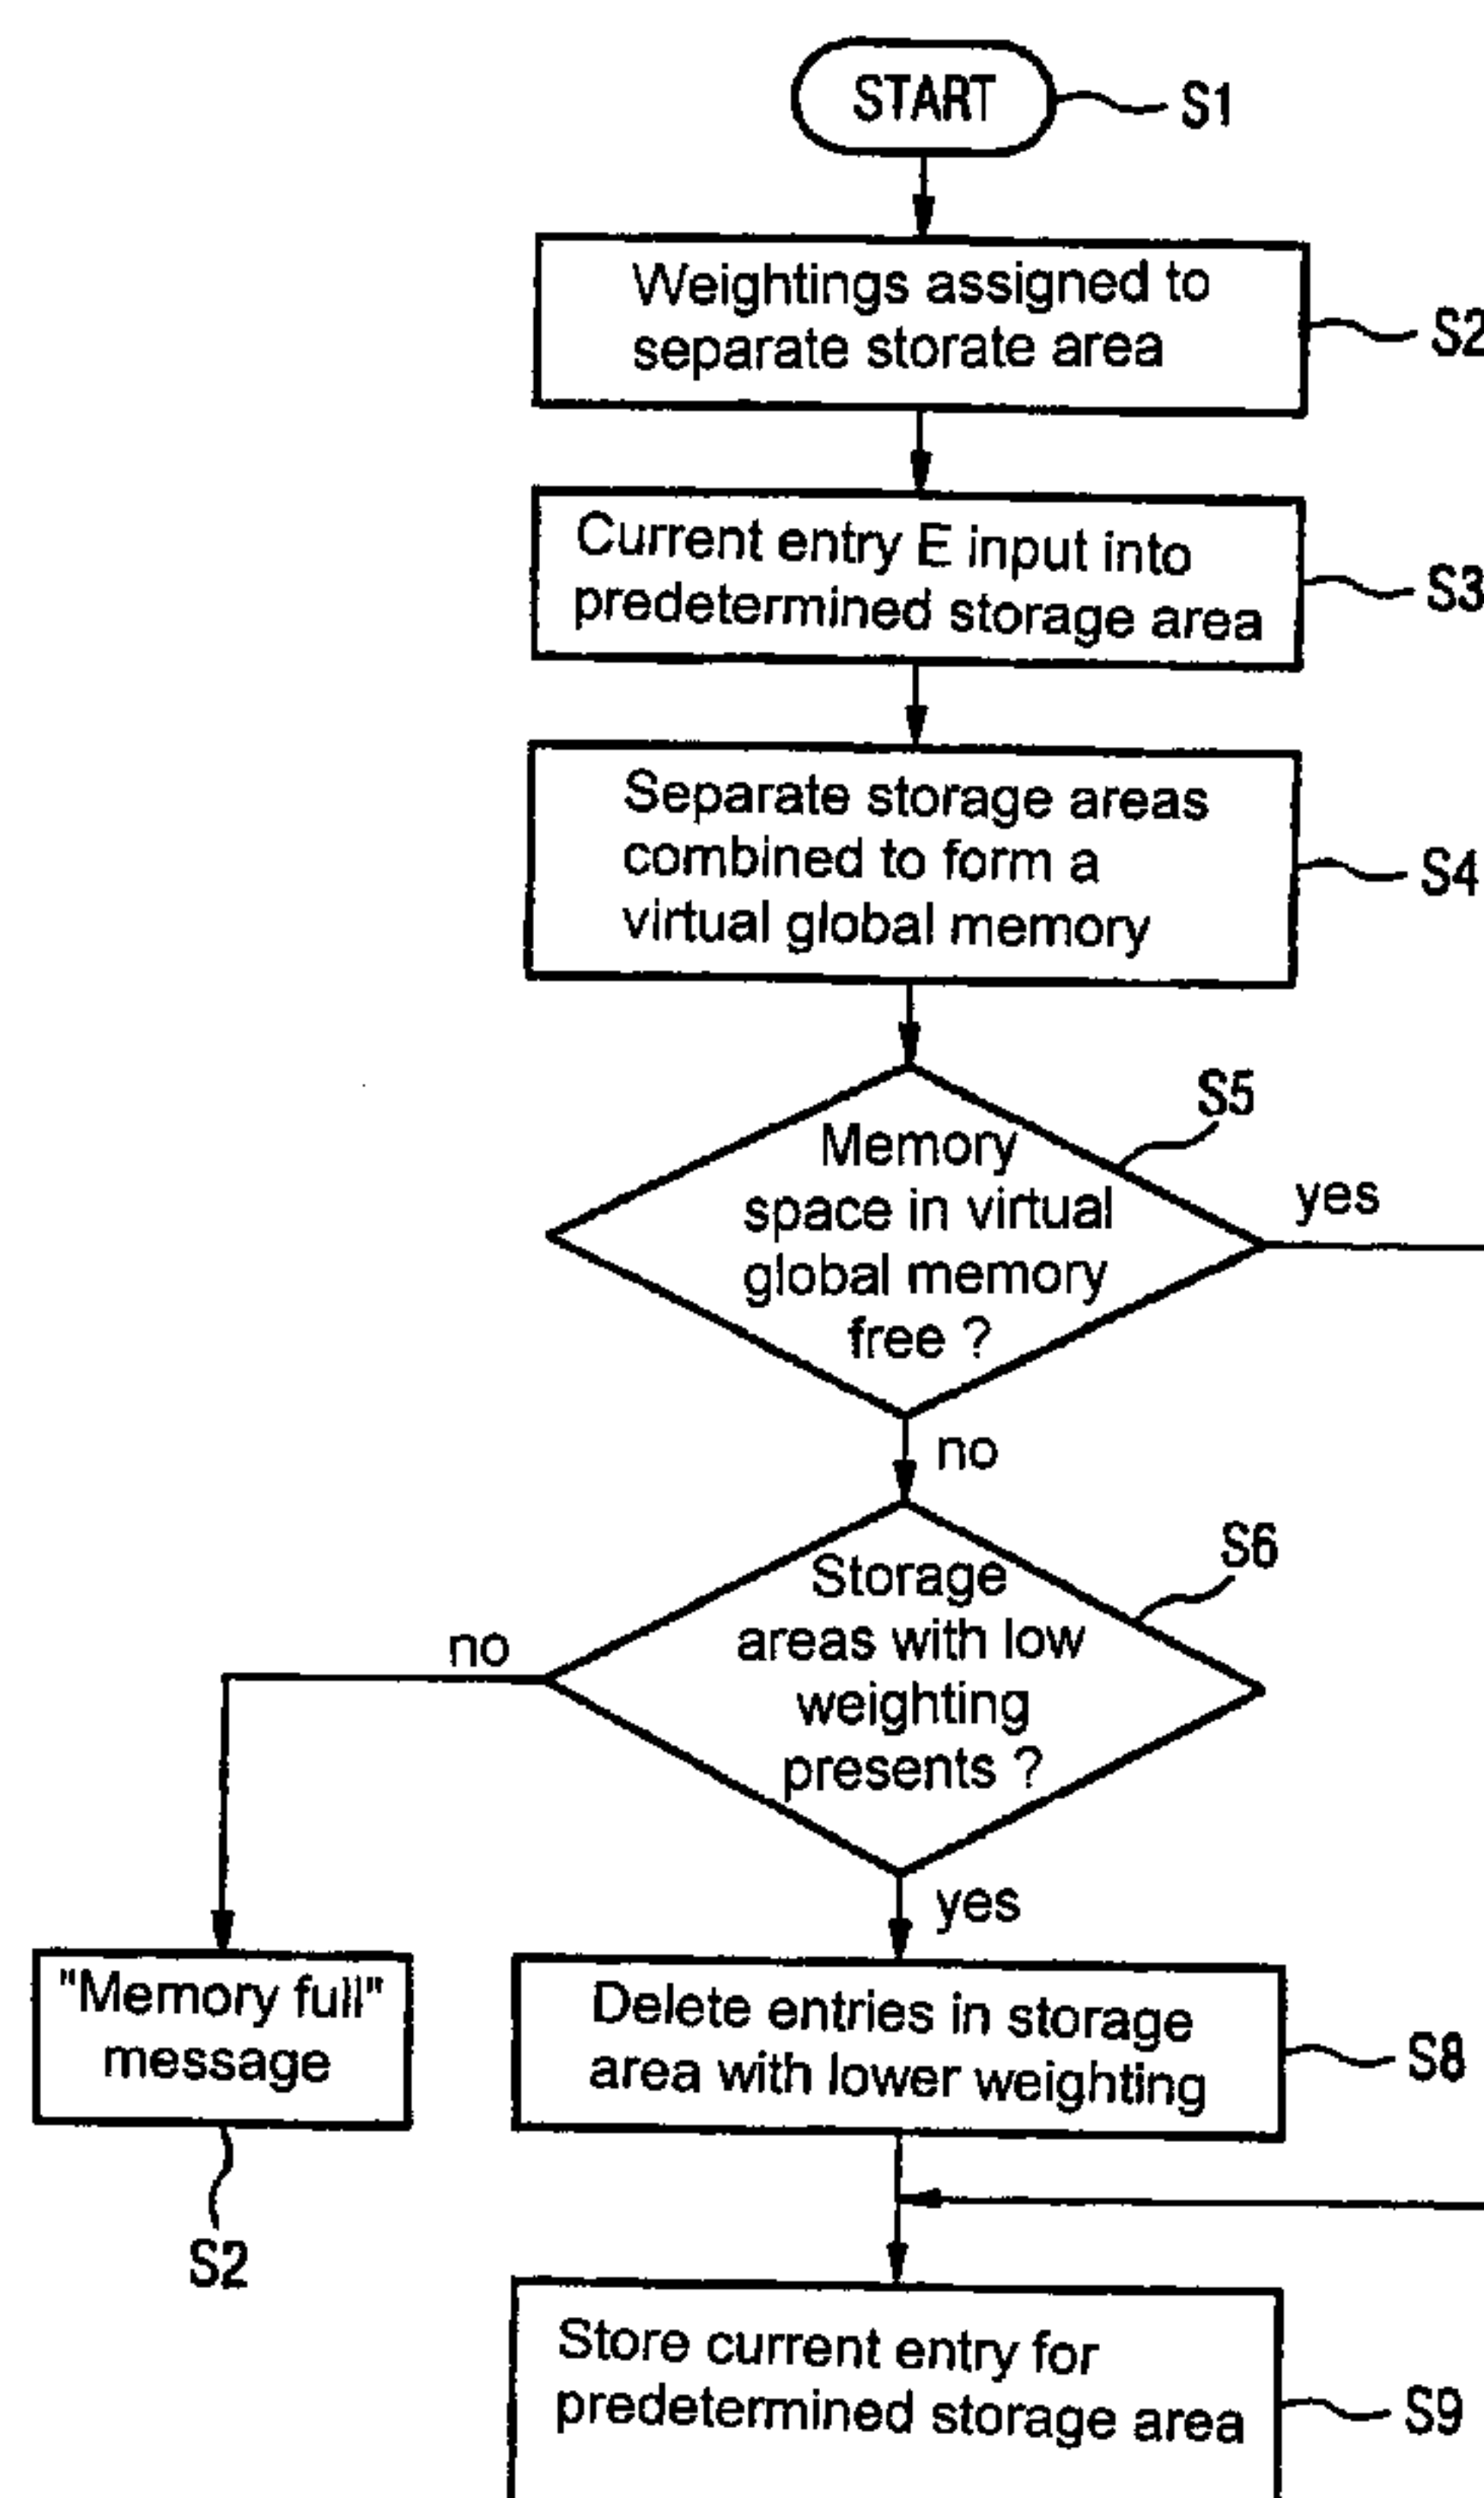 START
S1
Weightings assigned to
separate storate area
S2
Current entry E input into
predetermined storage area
S3
Separate storage areas
combined to form a
virtual global memory
S4
S5
Memory
space in virtual
global memory
free ?
yes
no
S6
Storage
areas with low
weighting
presents ?
no
yes
"Memory full"
message
S2
Delete entries in storage
area with lower weighting
S8
Store current entry for
predetermined storage area
S9